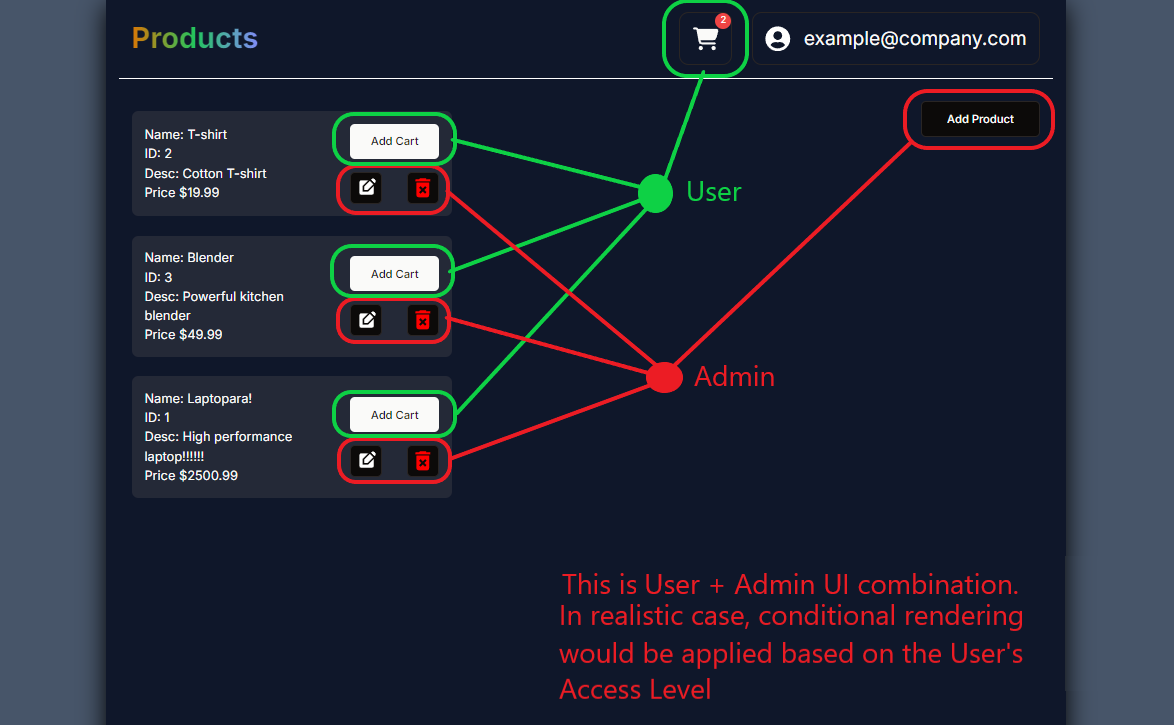 Products
2
example@company.com
Add Product
Name: T-shirt
ID: 2
Desc: Cotton T-shirt
Price $19.99
Add Cart
User
Name: Blender
ID: 3
Desc: Powerful kitchen
blender
Price $49.99
Add Cart
Admin
Name: Laptopara!
ID: 1
Desc: High performance
laptop!!!!!!
Price $2500.99
Add Cart
This is User + Admin UI combination.
In realistic case, conditional rendering
would be applied based on the User's
Access Level